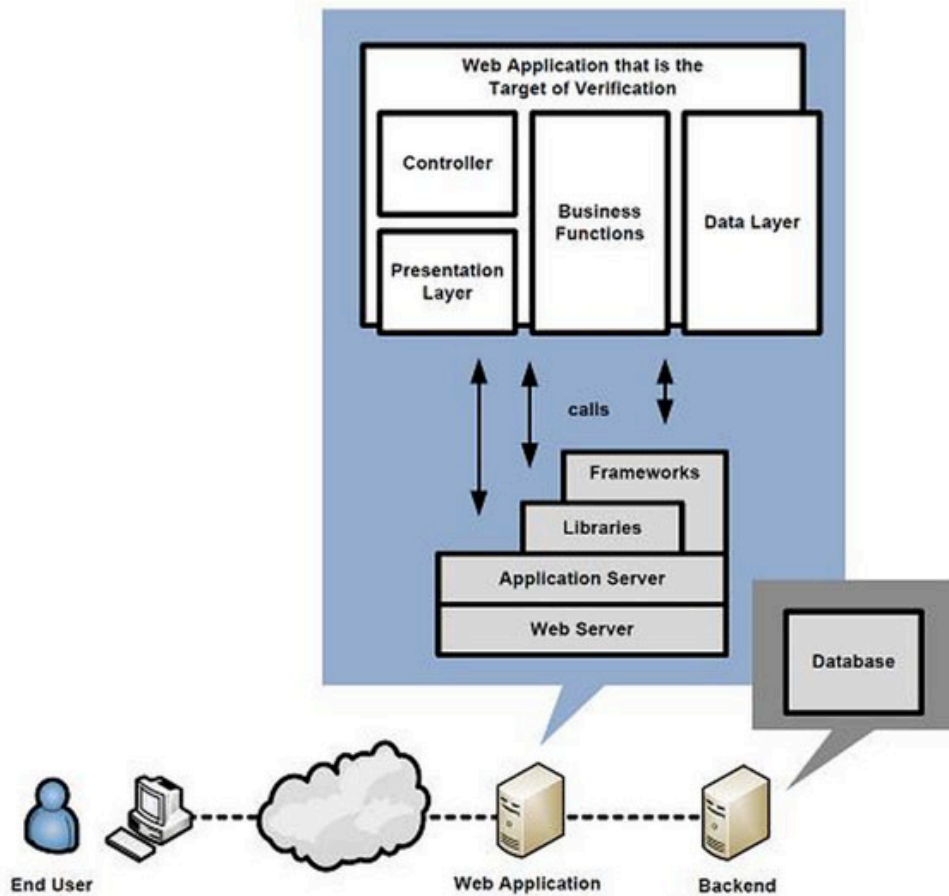 Web Application that is the
Target of Verification
Controller
Presentation
Layer
Business
Functions
Data Layer
calls
Frameworks
Libraries
Application Server
Web Server
Database
End User
Web Application
Backend